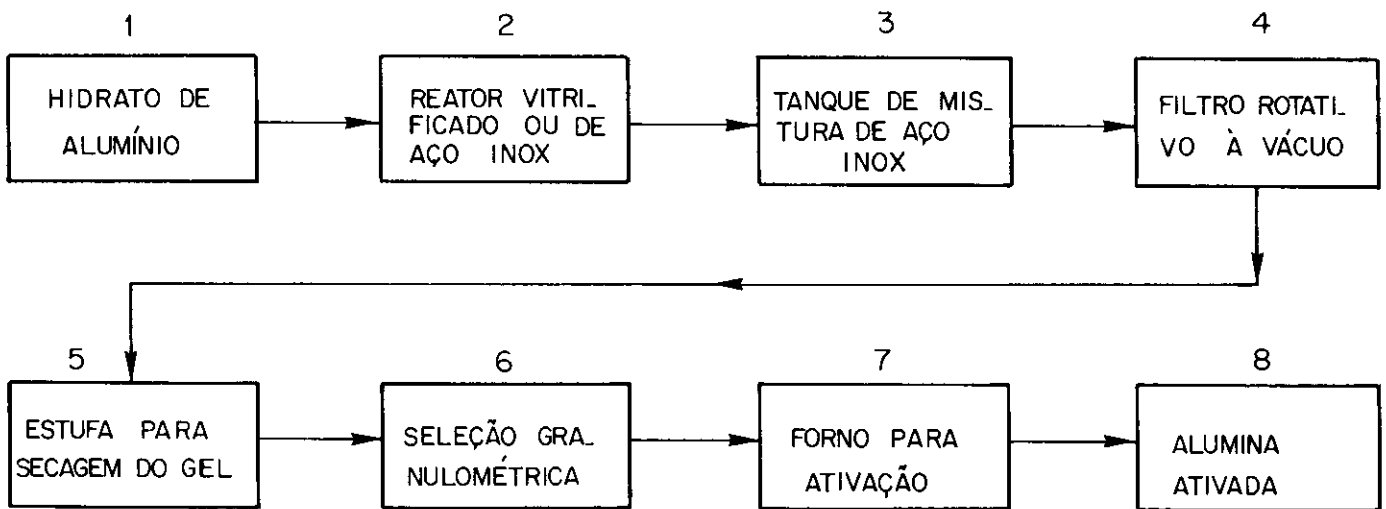 1
HIDRATO DE
ALUMÍNIO
2
REATOR VITRI_
FICADO OU DE
AÇO INOX
3
TANQUE DE MIS_
TURA DE AÇO
INOX
4
FILTRO ROTATI_
VO À VÁCUO
5
ESTUFA PARA
SECAGEM DO GEL
6
SELEÇÃO GRA_
NULOMÉTRICA
7
FORNO PARA
ATIVAÇÃO
8
ALUMINA
ATIVADA